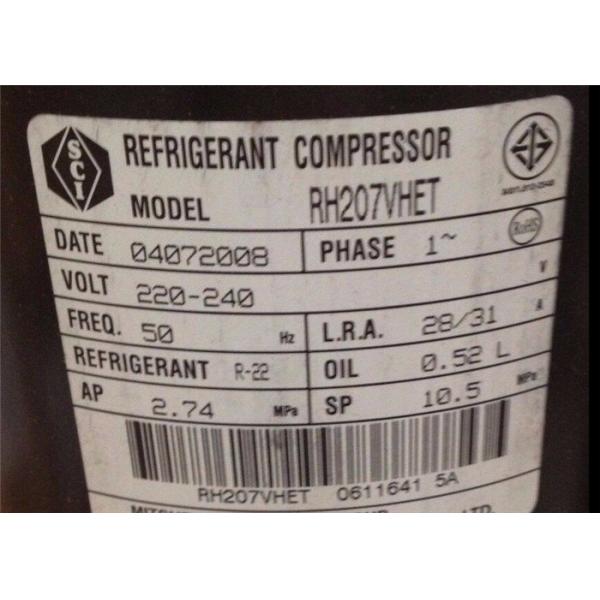 SCI
REFRIGERANT COMPRESSOR
MODEL RH207VHET
DATE 04072008 PHASE 1~ RoHS
VOLT 220-240 V
FREQ. 50 Hz L.R.A. 28/31 A
REFRIGERANT R-22 OIL 0.52 L
AP 2.74 MPa SP 10.5 MPa
RH207VHET 0611641 5A
LTD.